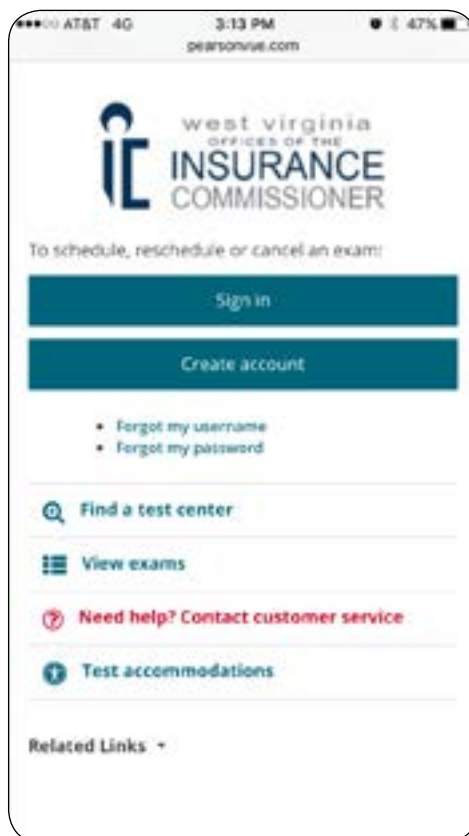 AT&T 4G 3:13 PM 47%
pearsonvue.com
west virginia
OFFICES OF THE
INSURANCE
COMMISSIONER
To schedule, reschedule or cancel an exam:
Sign in
Create account
• Forgot my username
• Forgot my password
Find a test center
View exams
Need help? Contact customer service
Test accommodations
Related Links